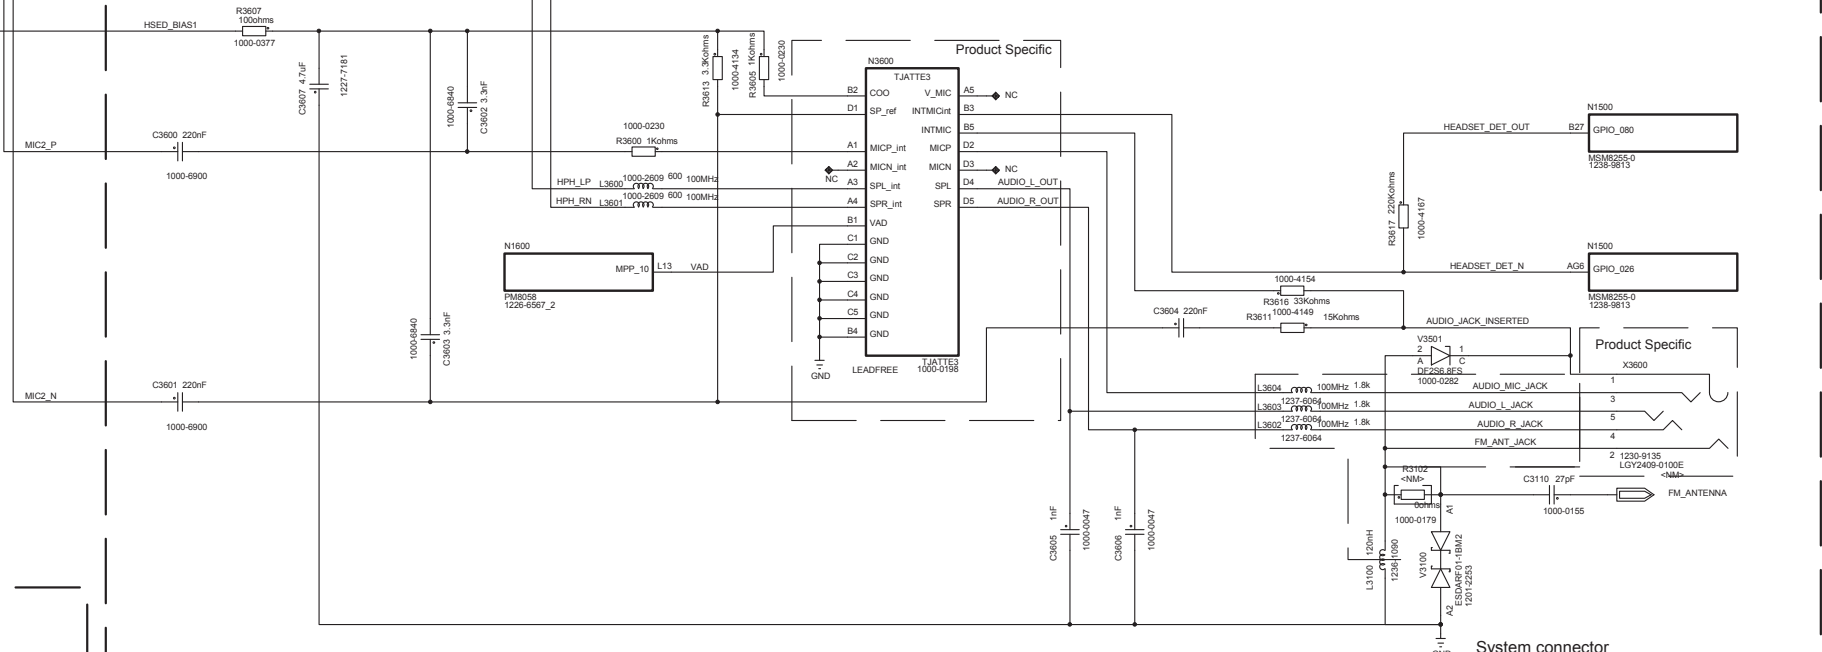 HSED_BIAS1
R3607
100ohms
1000-0377
C3607 4.7uF
1227-7181
1000-6840
C3602 3.3nF
R3613 3.3Kohms
1000-4134
R3605 1Kohms
1000-0230
Product Specific
N3600
TJATTE3
B2 COO
D1 SP_ref
A1 MICP_int
A2 MICN_int
A3 SPL_int
A4 SPR_int
B1 VAD
C1 GND
C2 GND
C3 GND
C4 GND
C5 GND
B4 GND
V_MIC A5 NC
INTMICint B3
INTMIC B5
MICP D2
MICN D3 NC
SPL D4 AUDIO_L_OUT
SPR D5 AUDIO_R_OUT
TJATTE3
1000-0198
LEADFREE
GND
NC
MIC2_P
C3600 220nF
1000-6900
1000-0230
R3600 1Kohms
HPH_LP L3600 1000-2609 600 100MHz
HPH_RN L3601 1000-2609 600 100MHz
N1600
MPP_10 L13 VAD
PM8058
1226-6567_2
1000-6840
C3603 3.3nF
MIC2_N
C3601 220nF
1000-6900
N1500
HEADSET_DET_OUT B27 GPIO_080
MSM8255-0
1238-9813
R3617 220Kohms
1000-4167
N1500
HEADSET_DET_N AG6 GPIO_026
MSM8255-0
1238-9813
1000-4154
R3616 33Kohms
C3604 220nF
1000-4149
R3611 15Kohms
AUDIO_JACK_INSERTED
V3501
2 1
A C
DF2S6.8FS
1000-0282
Product Specific
X3600
L3604 100MHz 1.8k AUDIO_MIC_JACK
1237-6064
L3603 100MHz 1.8k AUDIO_L_JACK
1237-6064
L3602 100MHz 1.8k AUDIO_R_JACK
1237-6064
FM_ANT_JACK
1
3
5
4
2
1230-9135
LGY2409-0100E
<NM>
R3102
<NM>
0ohms
1000-0179
C3110 27pF
1000-0155
FM_ANTENNA
C3605 1nF
1000-0047
C3606 1nF
1000-0047
L3100 120nH
1236-1090
A1
V3100
ESDARF01-1BM2
1201-2253
A2
GND
System connector